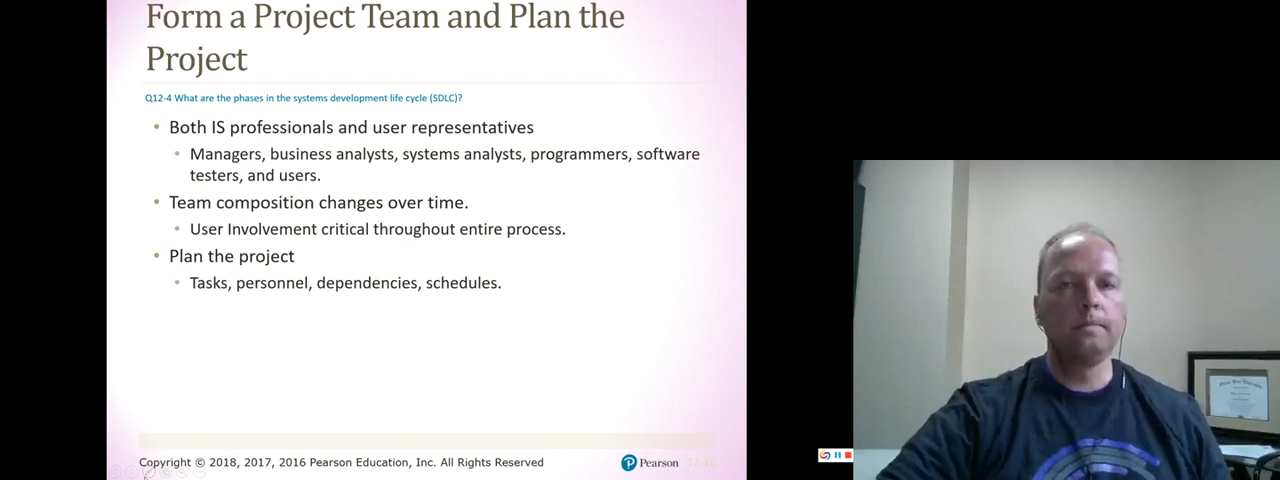 Form a Project Team and Plan the
Project
Q12-4 What are the phases in the systems development life cycle (SDLC)?
• Both IS professionals and user representatives
• Managers, business analysts, systems analysts, programmers, software
testers, and users.
• Team composition changes over time.
• User Involvement critical throughout entire process.
• Plan the project
• Tasks, personnel, dependencies, schedules.
Copyright © 2018, 2017, 2016 Pearson Education, Inc. All Rights Reserved
Pearson